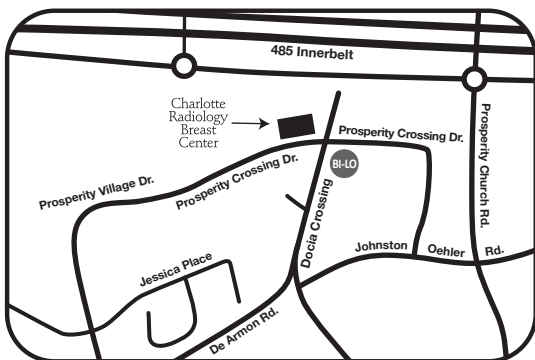 485 Innerbelt
Charlotte
Radiology
Breast
Center
Prosperity Crossing Dr.
BI-LO
Prosperity Church Rd.
Prosperity Village Dr.
Prosperity Crossing Dr.
Docia Crossing
Johnston Oehler Rd.
Jessica Place
De Armon Rd.